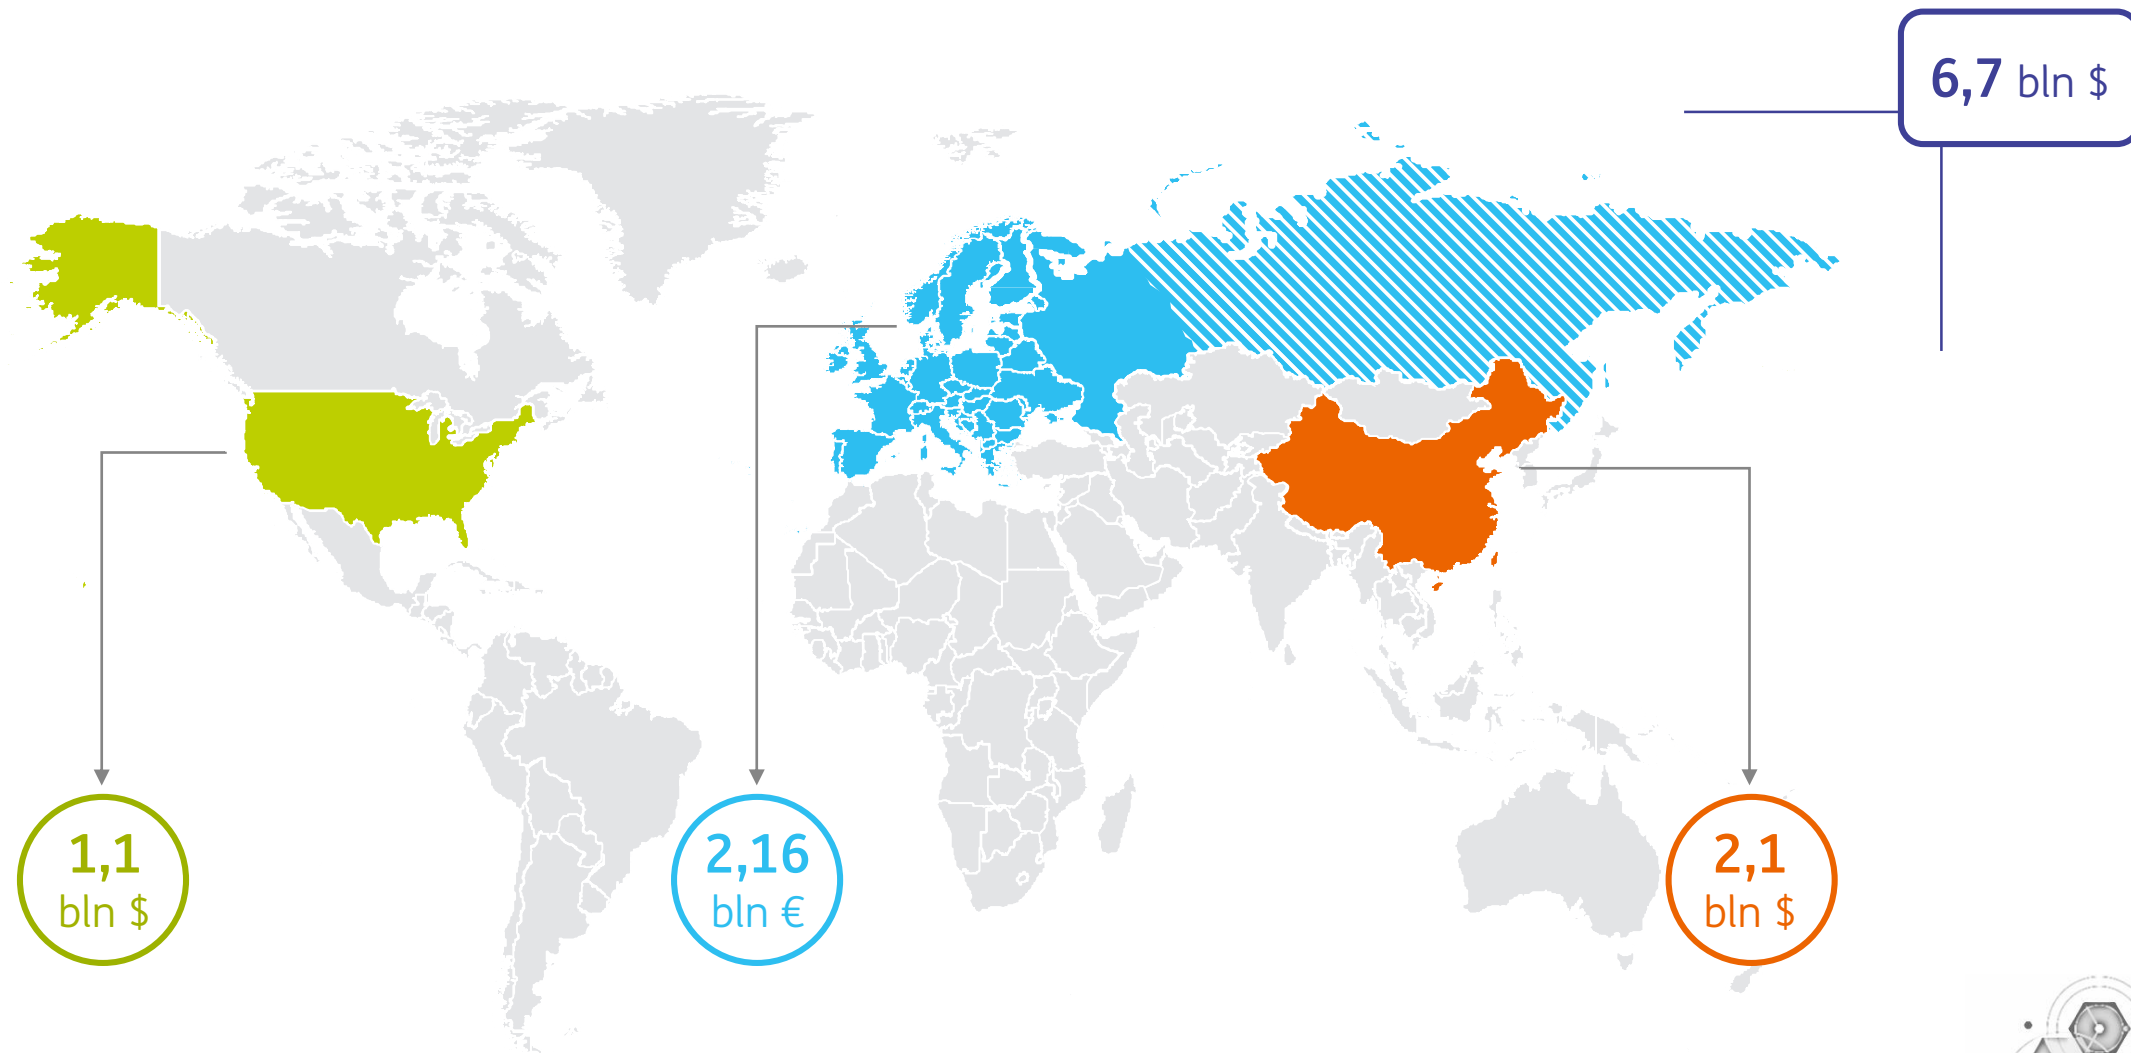 6,7 bln $
1,1
bln $
2,16
bln €
2,1
bln $